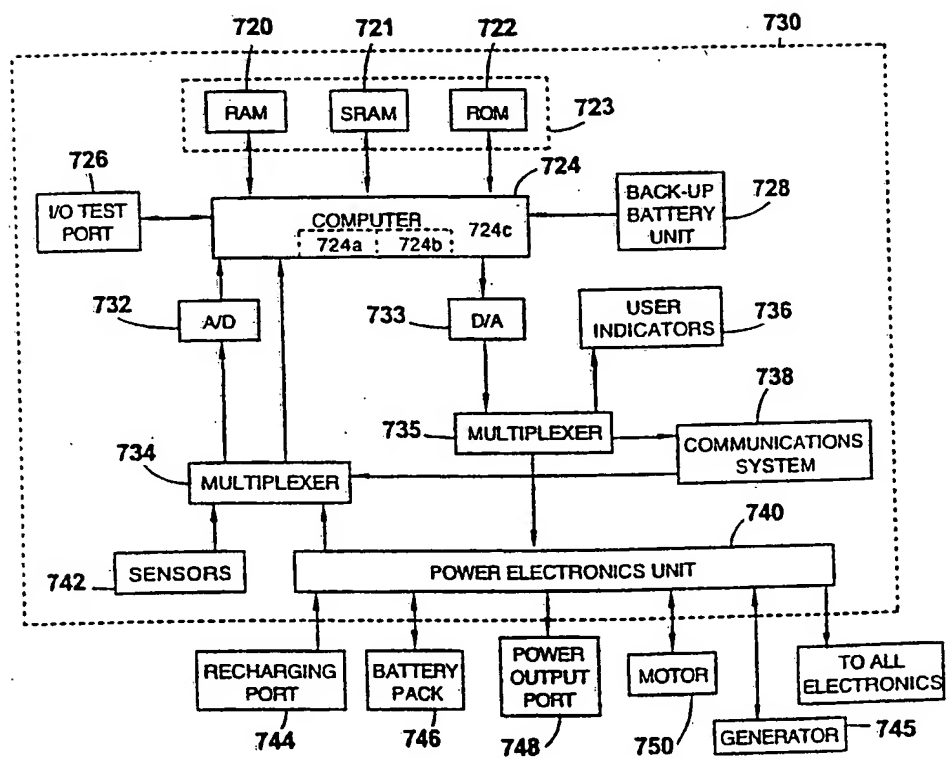 720
721
722
730
RAM
SRAM
ROM
723
726
724
I/O TEST
PORT
COMPUTER
724a
724b
724c
BACK-UP
BATTERY
UNIT
728
732
A/D
733
D/A
USER
INDICATORS
736
738
735
MULTIPLEXER
COMMUNICATIONS
SYSTEM
734
MULTIPLEXER
740
742
SENSORS
POWER ELECTRONICS UNIT
RECHARGING
PORT
BATTERY
PACK
POWER
OUTPUT
PORT
MOTOR
TO ALL
ELECTRONICS
744
746
748
750
GENERATOR
745